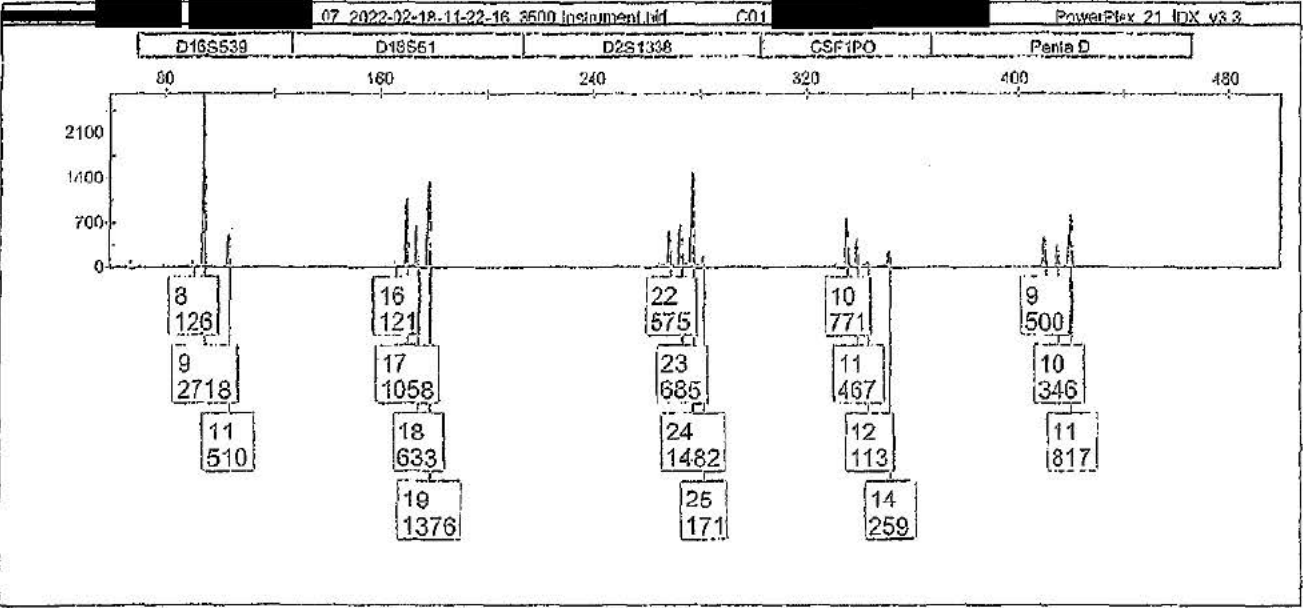 07_2022-02-18-11-22-16_3500 Instrument.hid C01 PowerPlex_21_IDX_v3.3
D16S539 D18S51 D2S1338 CSF1PO Penta D
80 160 240 320 400 480
2100
1400
700
0
8 16 22 10 9
126 121 575 771 500
9 17 23 11 10
2718 1058 685 467 346
11 18 24 12 11
510 633 1482 113 817
19 25 14
1376 171 259